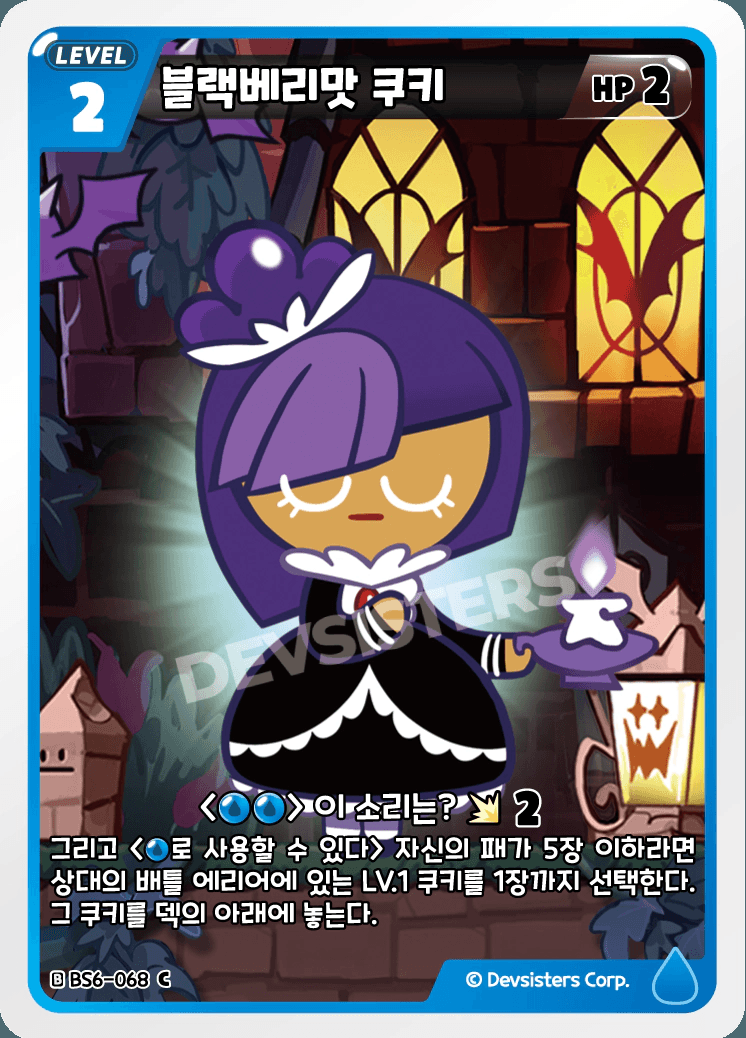 LEVEL
2
블랙베리맛 쿠키
HP 2
DEVSISTERS
< > 이 소리는? 2
그리고 < 로 사용할 수 있다> 자신의 패가 5장 이하라면
상대의 배틀 에리어에 있는 LV.1 쿠키를 1장까지 선택한다.
그 쿠키를 덱의 아래에 놓는다.
B BS6-068 C
© Devsisters Corp.